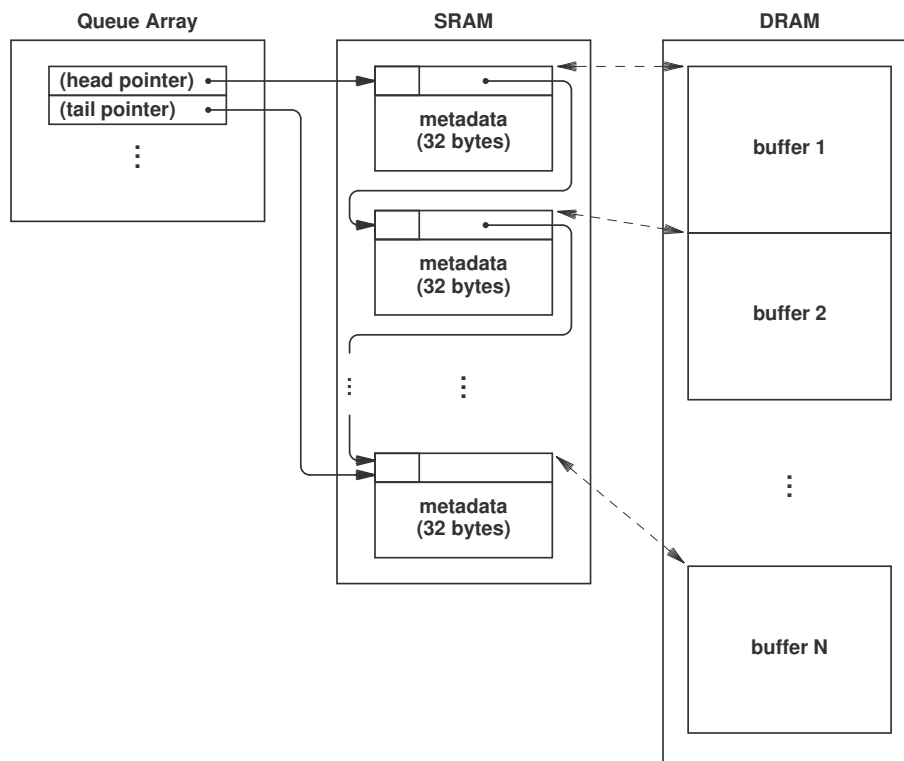 Queue Array
SRAM
DRAM
(head pointer)
(tail pointer)
⋮
metadata
(32 bytes)
metadata
(32 bytes)
⋮
⋮
metadata
(32 bytes)
buffer 1
buffer 2
⋮
buffer N